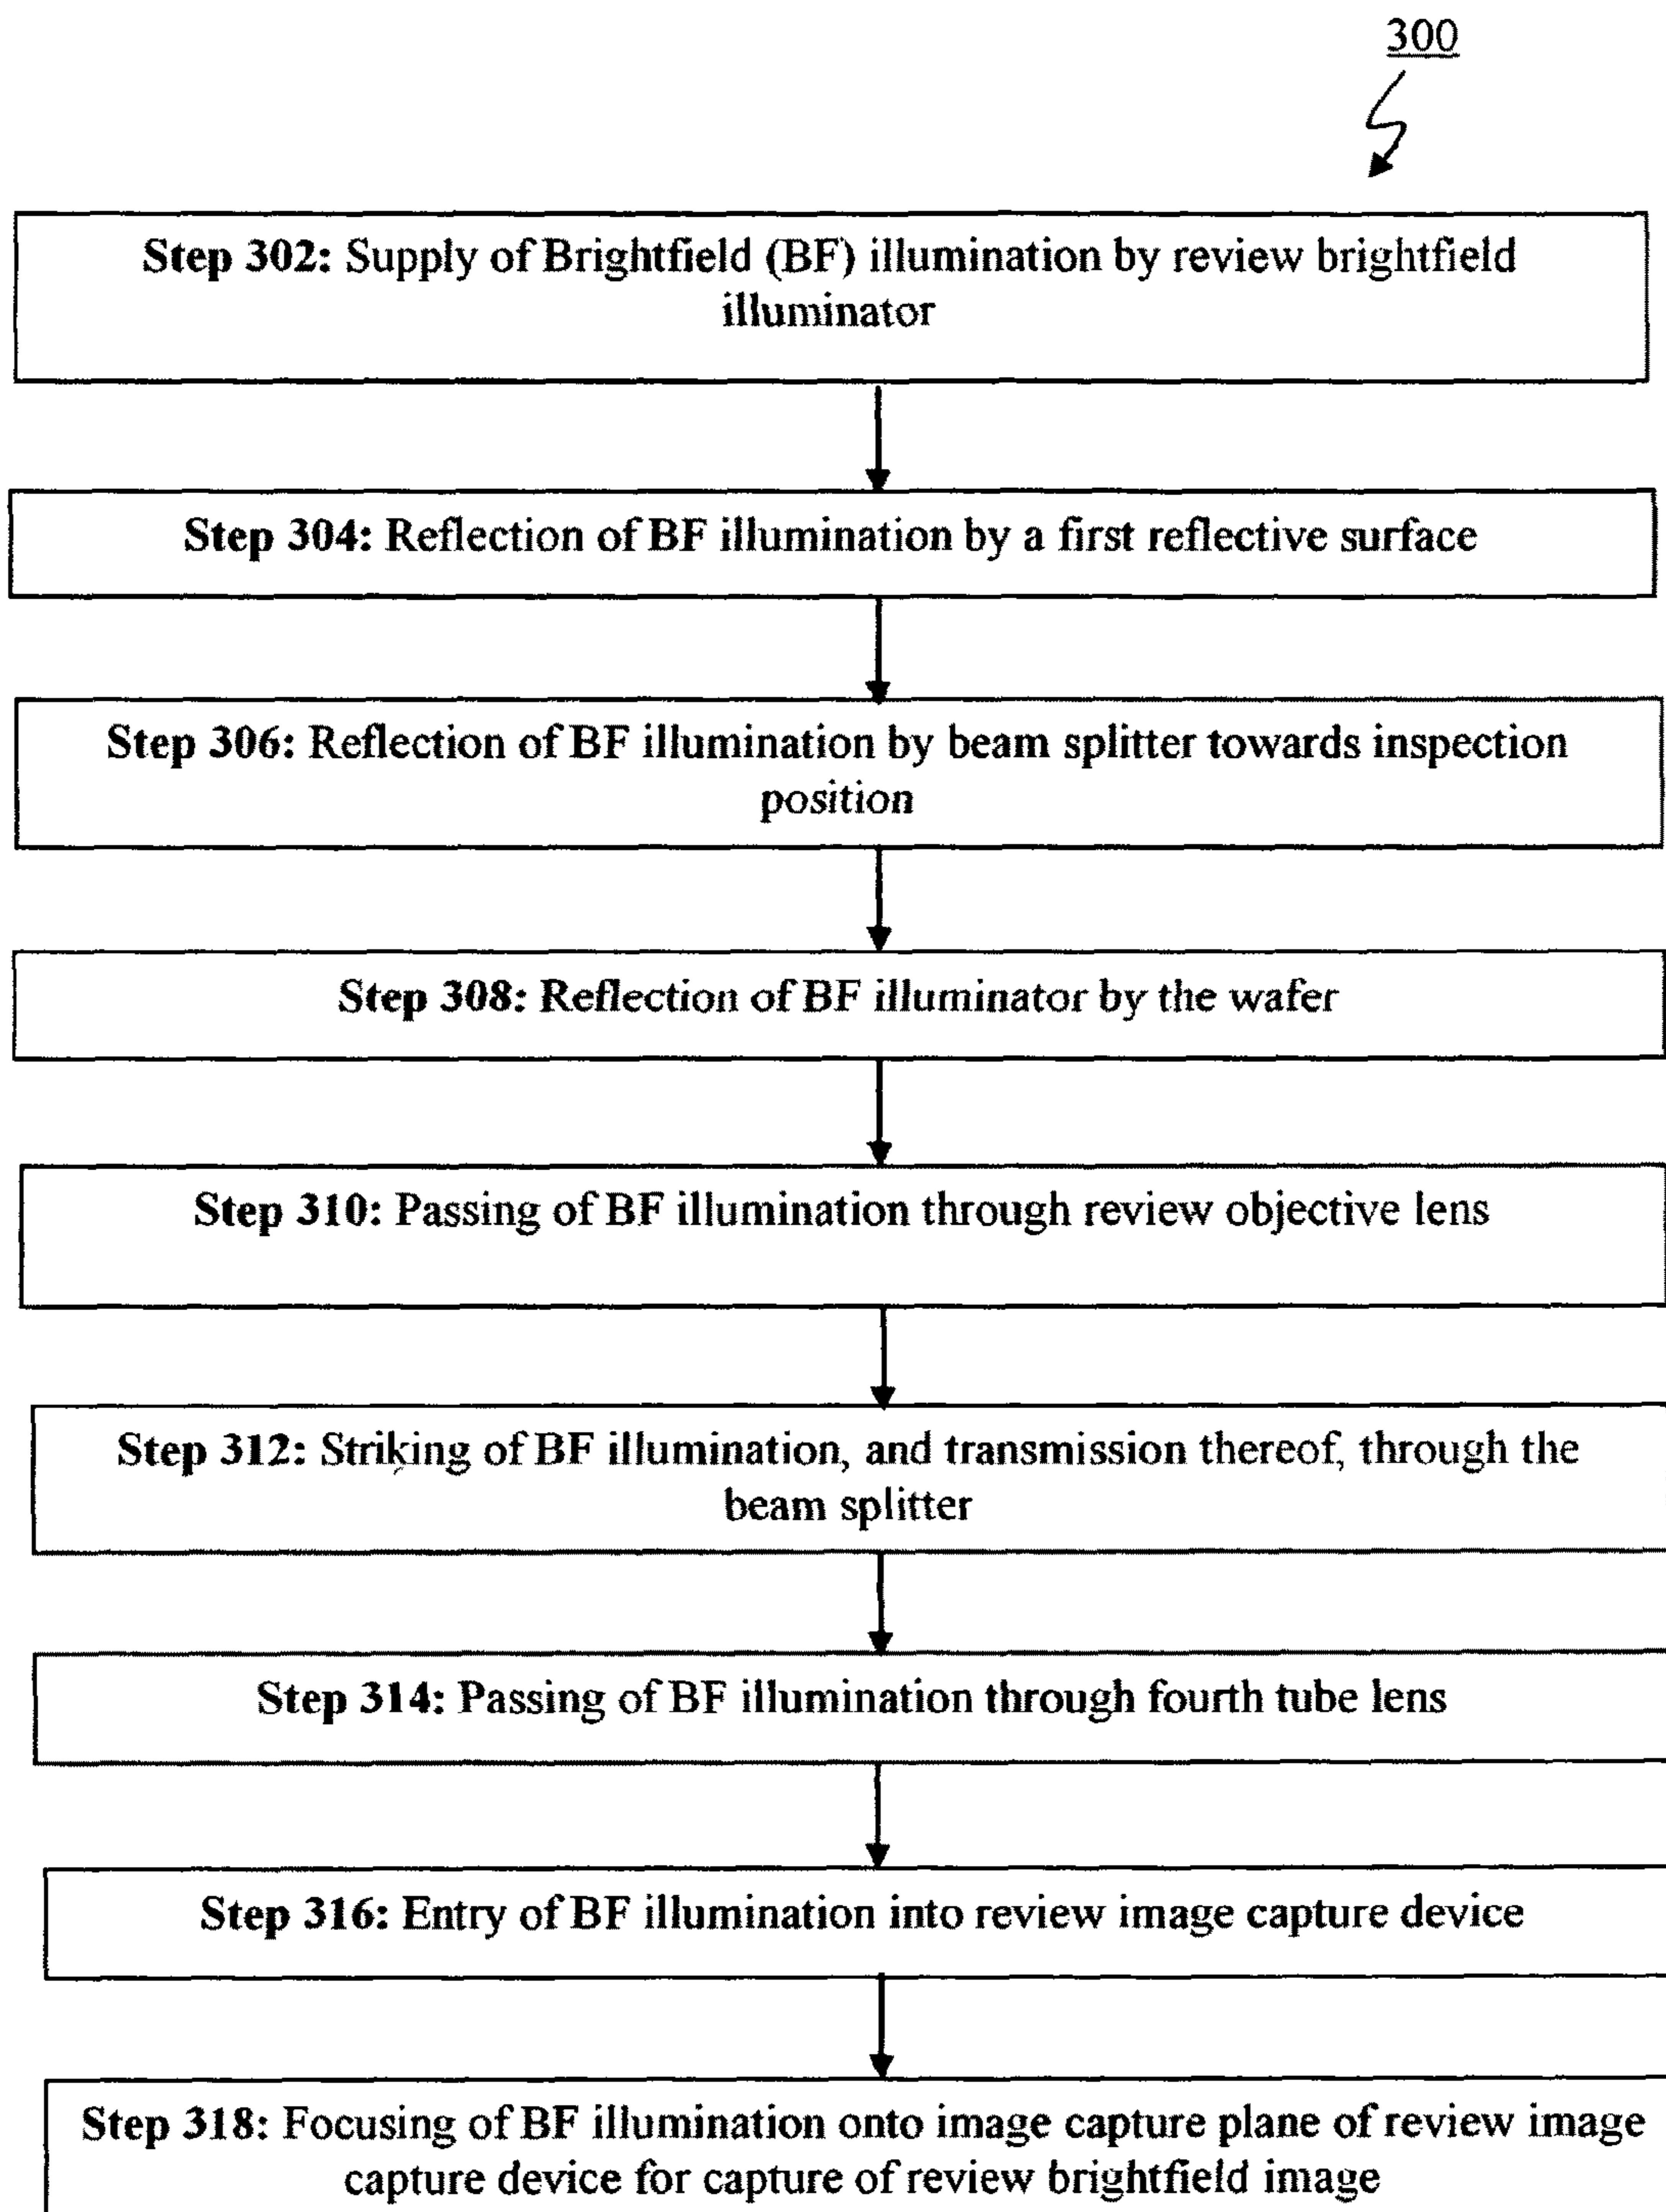 300
Step 302: Supply of Brightfield (BF) illumination by review brightfield
illuminator
Step 304: Reflection of BF illumination by a first reflective surface
Step 306: Reflection of BF illumination by beam splitter towards inspection
position
Step 308: Reflection of BF illuminator by the wafer
Step 310: Passing of BF illumination through review objective lens
Step 312: Striking of BF illumination, and transmission thereof, through the
beam splitter
Step 314: Passing of BF illumination through fourth tube lens
Step 316: Entry of BF illumination into review image capture device
Step 318: Focusing of BF illumination onto image capture plane of review image
capture device for capture of review brightfield image